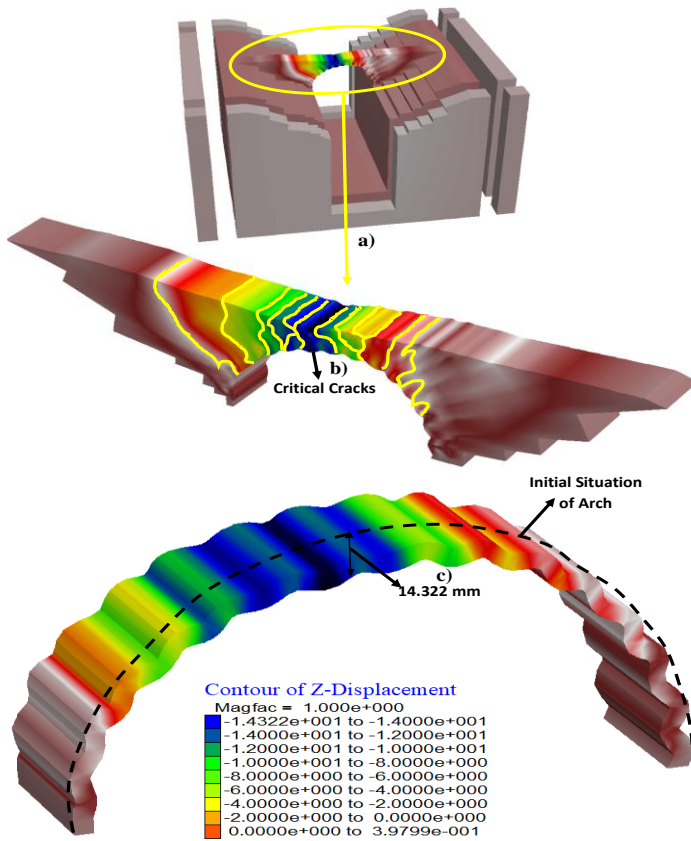 a)
b)
Critical Cracks
Initial Situation
of Arch
c)
14.322 mm
Contour of Z-Displacement
Magfac = 1.000e+000
-1.4322e+001 to -1.4000e+001
-1.4000e+001 to -1.2000e+001
-1.2000e+001 to -1.0000e+001
-1.0000e+001 to -8.0000e+000
-8.0000e+000 to -6.0000e+000
-6.0000e+000 to -4.0000e+000
-4.0000e+000 to -2.0000e+000
-2.0000e+000 to 0.0000e+000
0.0000e+000 to 3.9799e-001